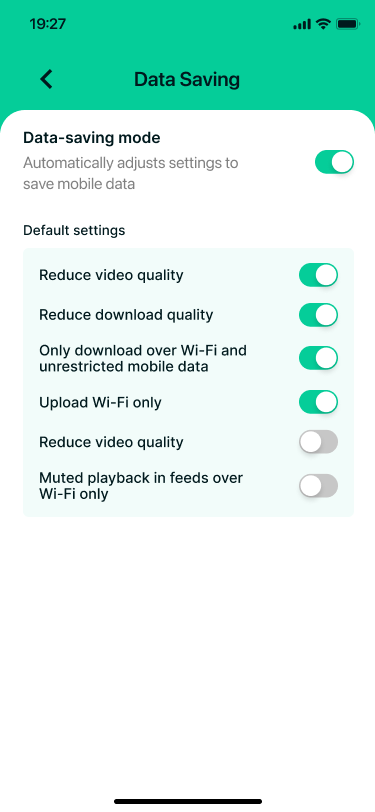 19:27
Data Saving
Data-saving mode
Automatically adjusts settings to
save mobile data
Default settings
Reduce video quality
Reduce download quality
Only download over Wi-Fi and
unrestricted mobile data
Upload Wi-Fi only
Reduce video quality
Muted playback in feeds over
Wi-Fi only